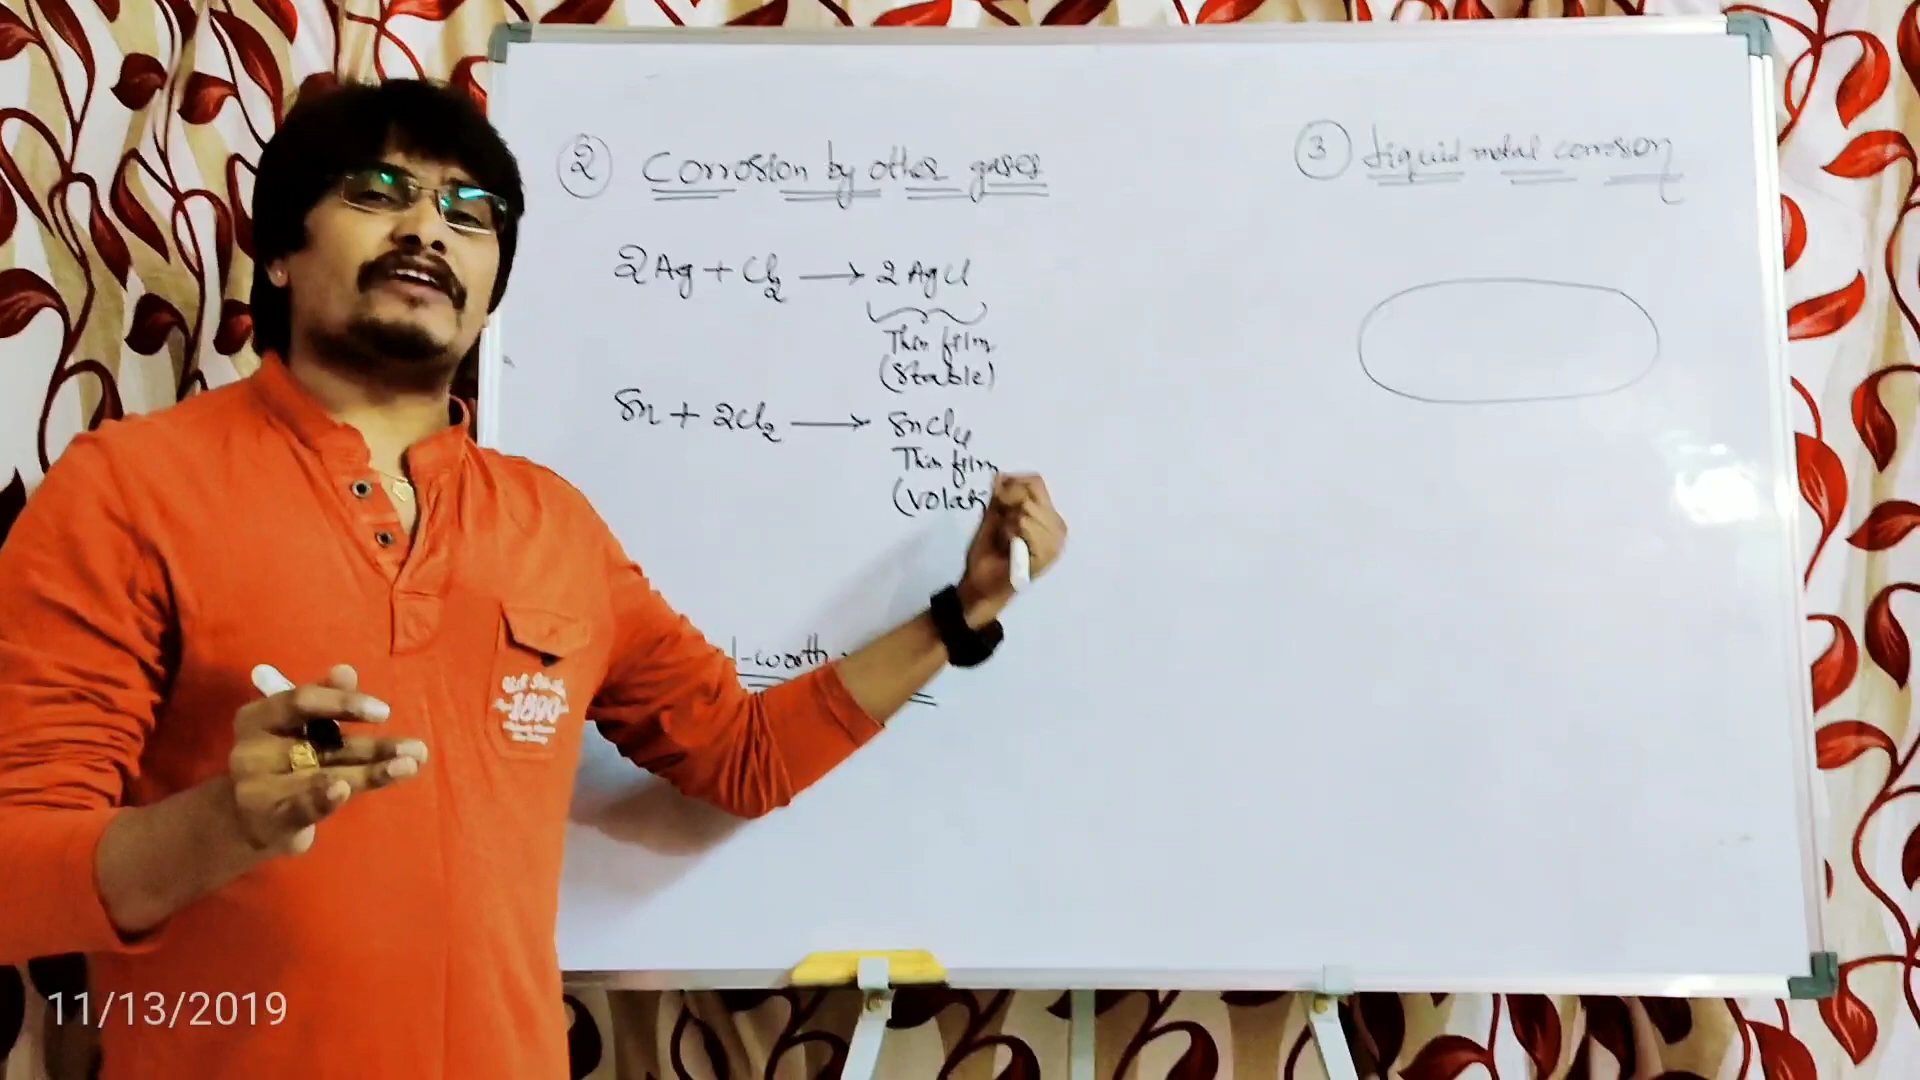 2 Corrosion by other gases
2Ag + Cl2 → 2AgCl
Thin film
(Stable)
Sn + 2Cl2 → SnCl4
Thin film
-worth
3 Liquid metal corrosion
1890
11/13/2019